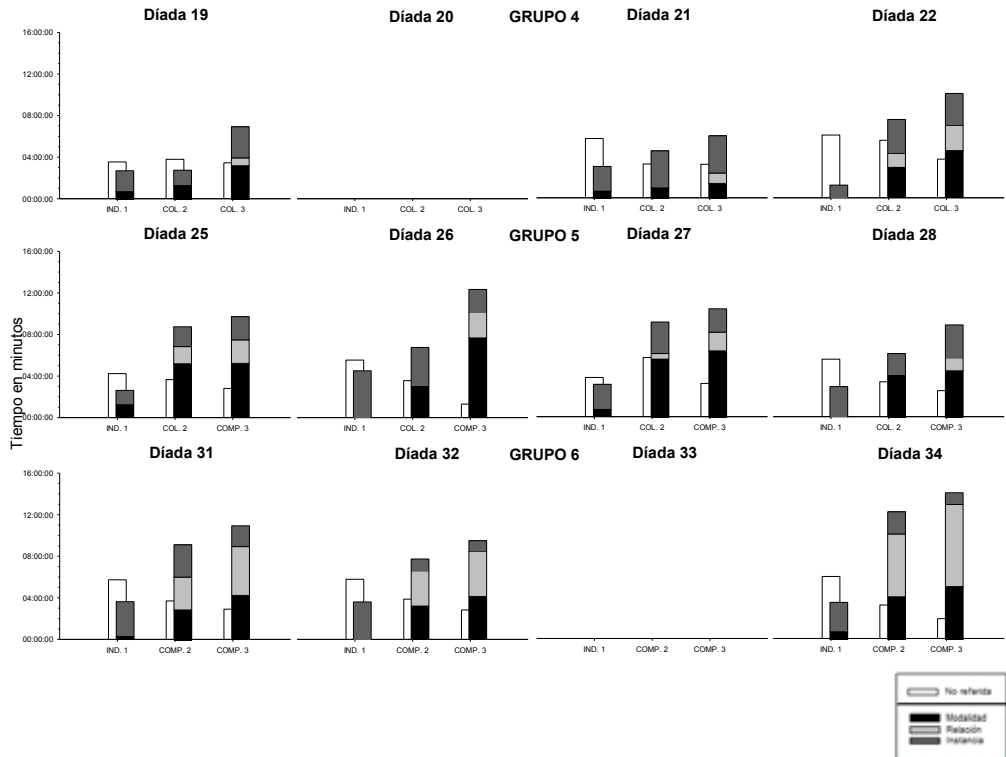 Díada 19 Díada 20 GRUPO 4 Díada 21 Díada 22
16:00:00
12:00:00
08:00:00
04:00:00
00:00:00
IND. 1 COL. 2 COL. 3 IND. 1 COL. 2 COL. 3 IND. 1 COL. 2 COL. 3 IND. 1 COL. 2 COL. 3
Díada 25 Díada 26 GRUPO 5 Díada 27 Díada 28
16:00:00
12:00:00
08:00:00
04:00:00
00:00:00
IND. 1 COL. 2 COMP. 3 IND. 1 COL. 2 COMP. 3 IND. 1 COL. 2 COMP. 3 IND. 1 COL. 2 COMP. 3
Tiempo en minutos
Díada 31 Díada 32 GRUPO 6 Díada 33 Díada 34
16:00:00
12:00:00
08:00:00
04:00:00
00:00:00
IND. 1 COMP. 2 COMP. 3 IND. 1 COMP. 2 COMP. 3 IND. 1 COMP. 2 COMP. 3 IND. 1 COMP. 2 COMP. 3
No referida
Modalidad
Relación
Instancia